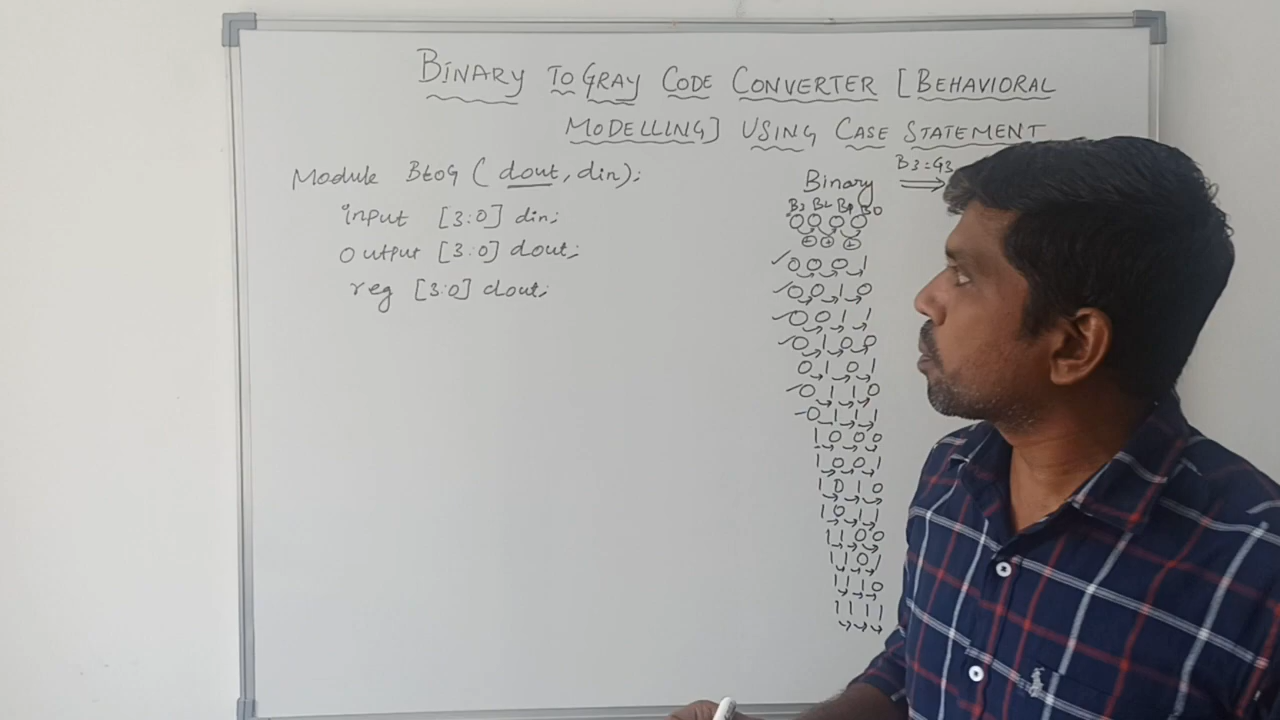 BINARY TO GRAY CODE CONVERTER [BEHAVIORAL
MODELLING] USING CASE STATEMENT
Module BtoG ( dout, din);
input [3:0] din;
output [3:0] dout;
reg [3:0] dout;
B3=G3
Binary
B3 B2 B1 B0
0 0 0 0
+ + +
0 0 0 1
0 0 1 0
0 0 1 1
0 1 0 0
0 1 0 1
0 1 1 0
0 1 1 1
1 0 0 0
1 0 0 1
1 0 1 0
1 0 1 1
1 1 0 0
1 1 0 1
1 1 1 0
1 1 1 1